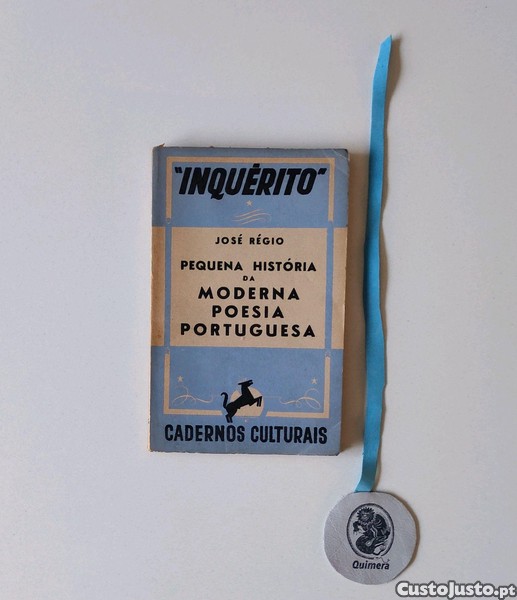 "INQUÉRITO"
JOSÉ RÉGIO
PEQUENA HISTÓRIA
DA
MODERNA
POESIA
PORTUGUESA
CADERNOS CULTURAIS
Quimera
CustoJusto.pt